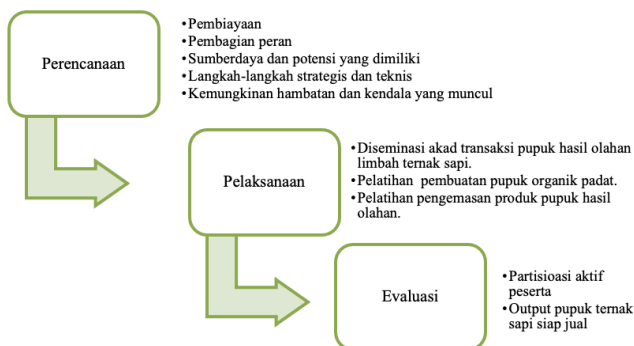 Perencanaan
•Pembiayaan
•Pembagian peran
•Sumberdaya dan potensi yang dimiliki
•Langkah-langkah strategis dan teknis
•Kemungkinan hambatan dan kendala yang muncul
Pelaksanaan
•Diseminasi akad transaksi pupuk hasil olahan
limbah ternak sapi.
•Pelatihan pembuatan pupuk organik padat.
•Pelatihan pengemasan produk pupuk hasil
olahan.
Evaluasi
•Partisioasi aktif
peserta
•Output pupuk ternak
sapi siap jual